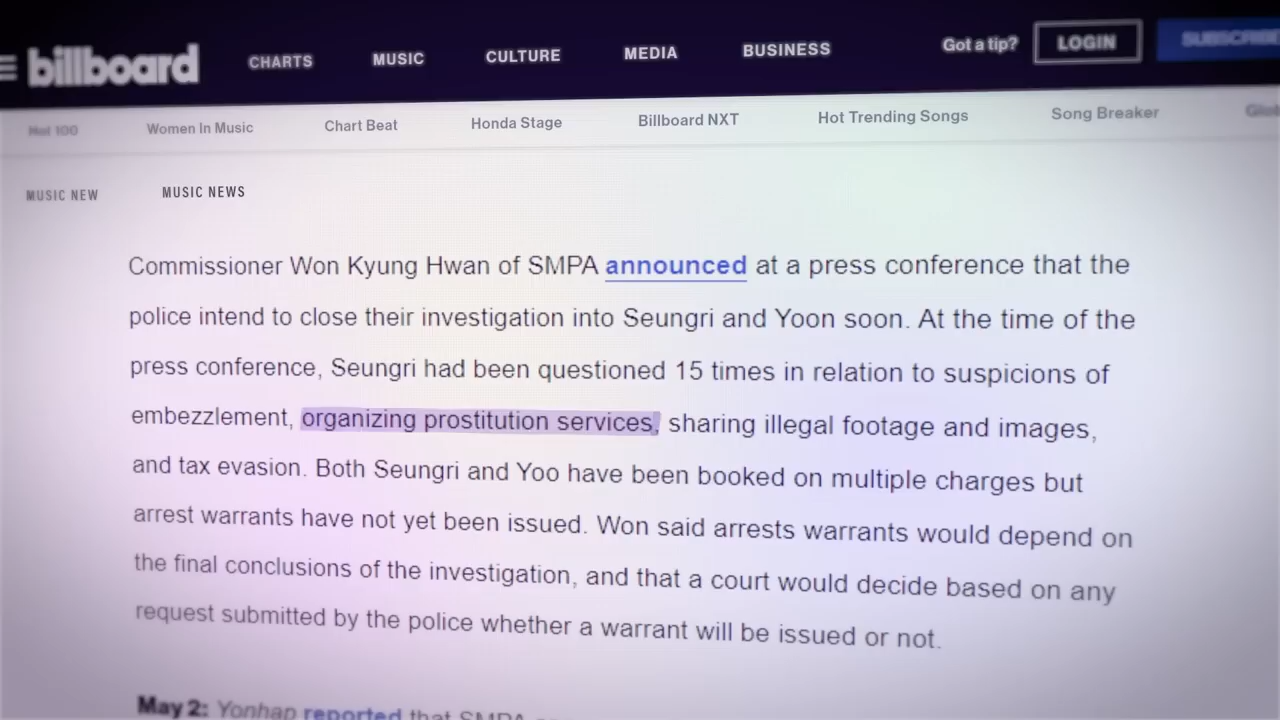 billboard
CHARTS MUSIC CULTURE MEDIA BUSINESS Got a tip? LOGIN SUBSCRIBE
Hot 100 Women In Music Chart Beat Honda Stage Billboard NXT Hot Trending Songs Song Breaker
MUSIC NEW MUSIC NEWS
Commissioner Won Kyung Hwan of SMPA announced at a press conference that the
police intend to close their investigation into Seungri and Yoon soon. At the time of the
press conference, Seungri had been questioned 15 times in relation to suspicions of
embezzlement, organizing prostitution services, sharing illegal footage and images,
and tax evasion. Both Seungri and Yoo have been booked on multiple charges but
arrest warrants have not yet been issued. Won said arrests warrants would depend on
the final conclusions of the investigation, and that a court would decide based on any
request submitted by the police whether a warrant will be issued or not.
May 2: Yonhap reported that SMPA